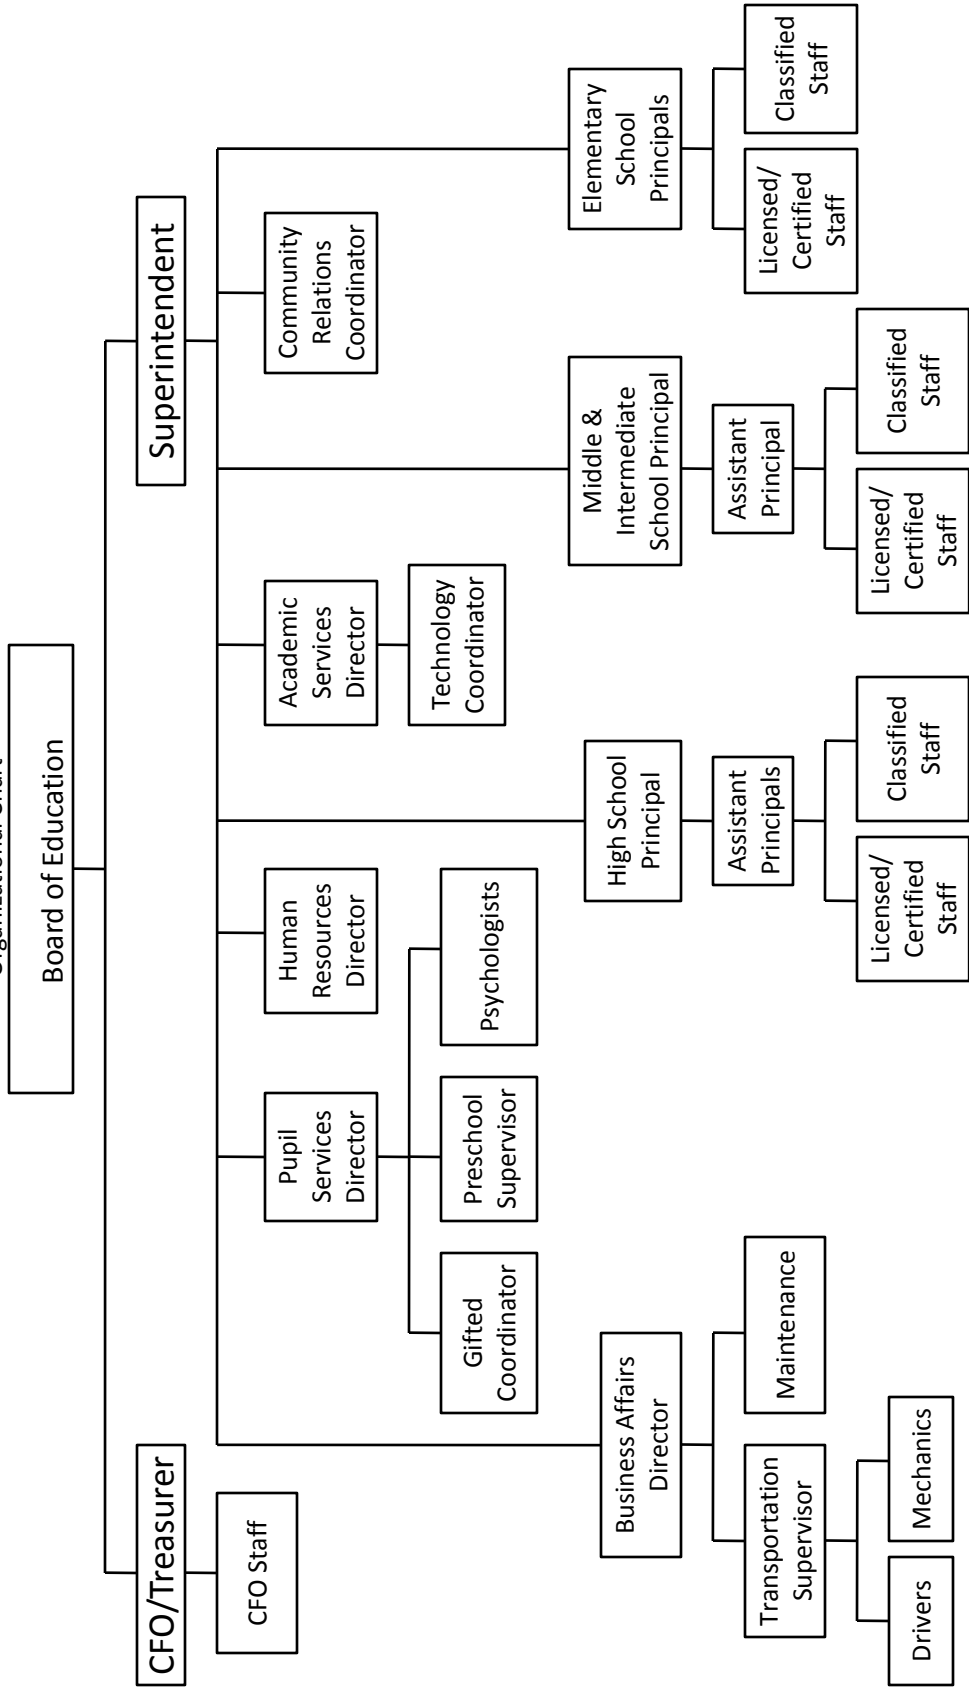 Organizational Chart
Board of Education
CFO/Treasurer
Superintendent
CFO Staff
Pupil
Services
Director
Human
Resources
Director
Academic
Services
Director
Community
Relations
Coordinator
Gifted
Coordinator
Preschool
Supervisor
Psychologists
Technology
Coordinator
Business Affairs
Director
High School
Principal
Middle &
Intermediate
School Principal
Elementary
School
Principals
Transportation
Supervisor
Maintenance
Assistant
Principals
Assistant
Principal
Licensed/
Certified
Staff
Classified
Staff
Drivers
Mechanics
Licensed/
Certified
Staff
Classified
Staff
Licensed/
Certified
Staff
Classified
Staff